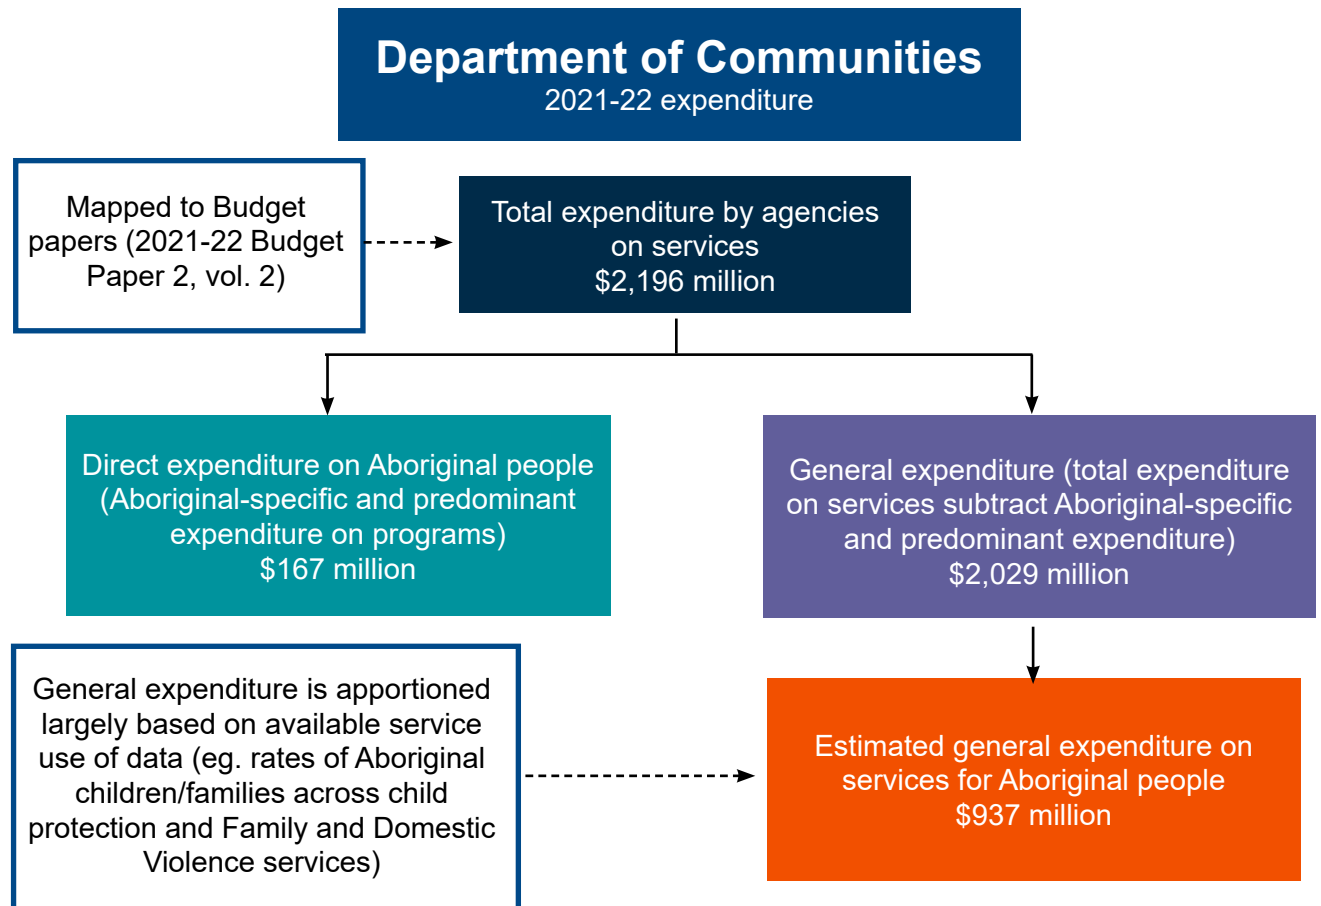 Department of Communities
2021-22 expenditure
Mapped to Budget
papers (2021-22 Budget
Paper 2, vol. 2)
Total expenditure by agencies
on services
$2,196 million
Direct expenditure on Aboriginal people
(Aboriginal-specific and predominant
expenditure on programs)
$167 million
General expenditure (total expenditure
on services subtract Aboriginal-specific
and predominant expenditure)
$2,029 million
General expenditure is apportioned
largely based on available service
use of data (eg. rates of Aboriginal
children/families across child
protection and Family and Domestic
Violence services)
Estimated general expenditure on
services for Aboriginal people
$937 million